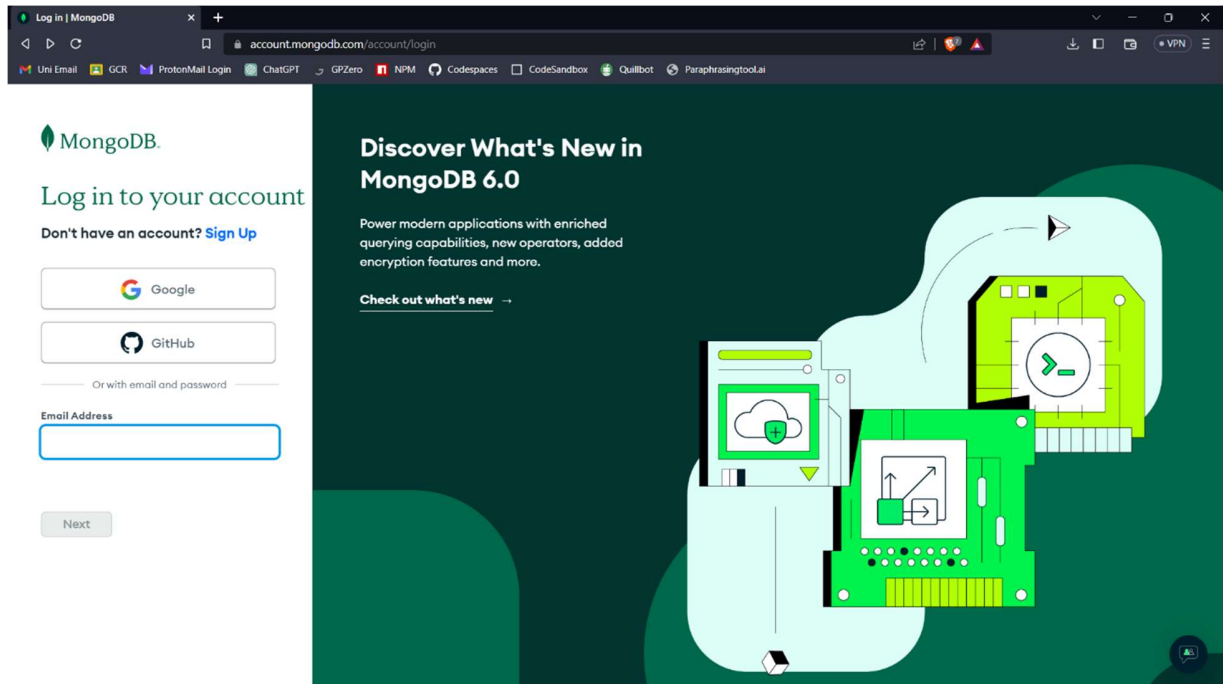 Log in | MongoDB
account.mongodb.com/account/login
VPN
Uni Email GCR ProtonMail Login ChatGPT GPZero NPM Codespaces CodeSandbox Quillbot Paraphrasingtool.ai
MongoDB.
Log in to your account
Don't have an account? Sign Up
Google
GitHub
Or with email and password
Email Address
Next
Discover What's New in
MongoDB 6.0
Power modern applications with enriched
querying capabilities, new operators, added
encryption features and more.
Check out what's new →